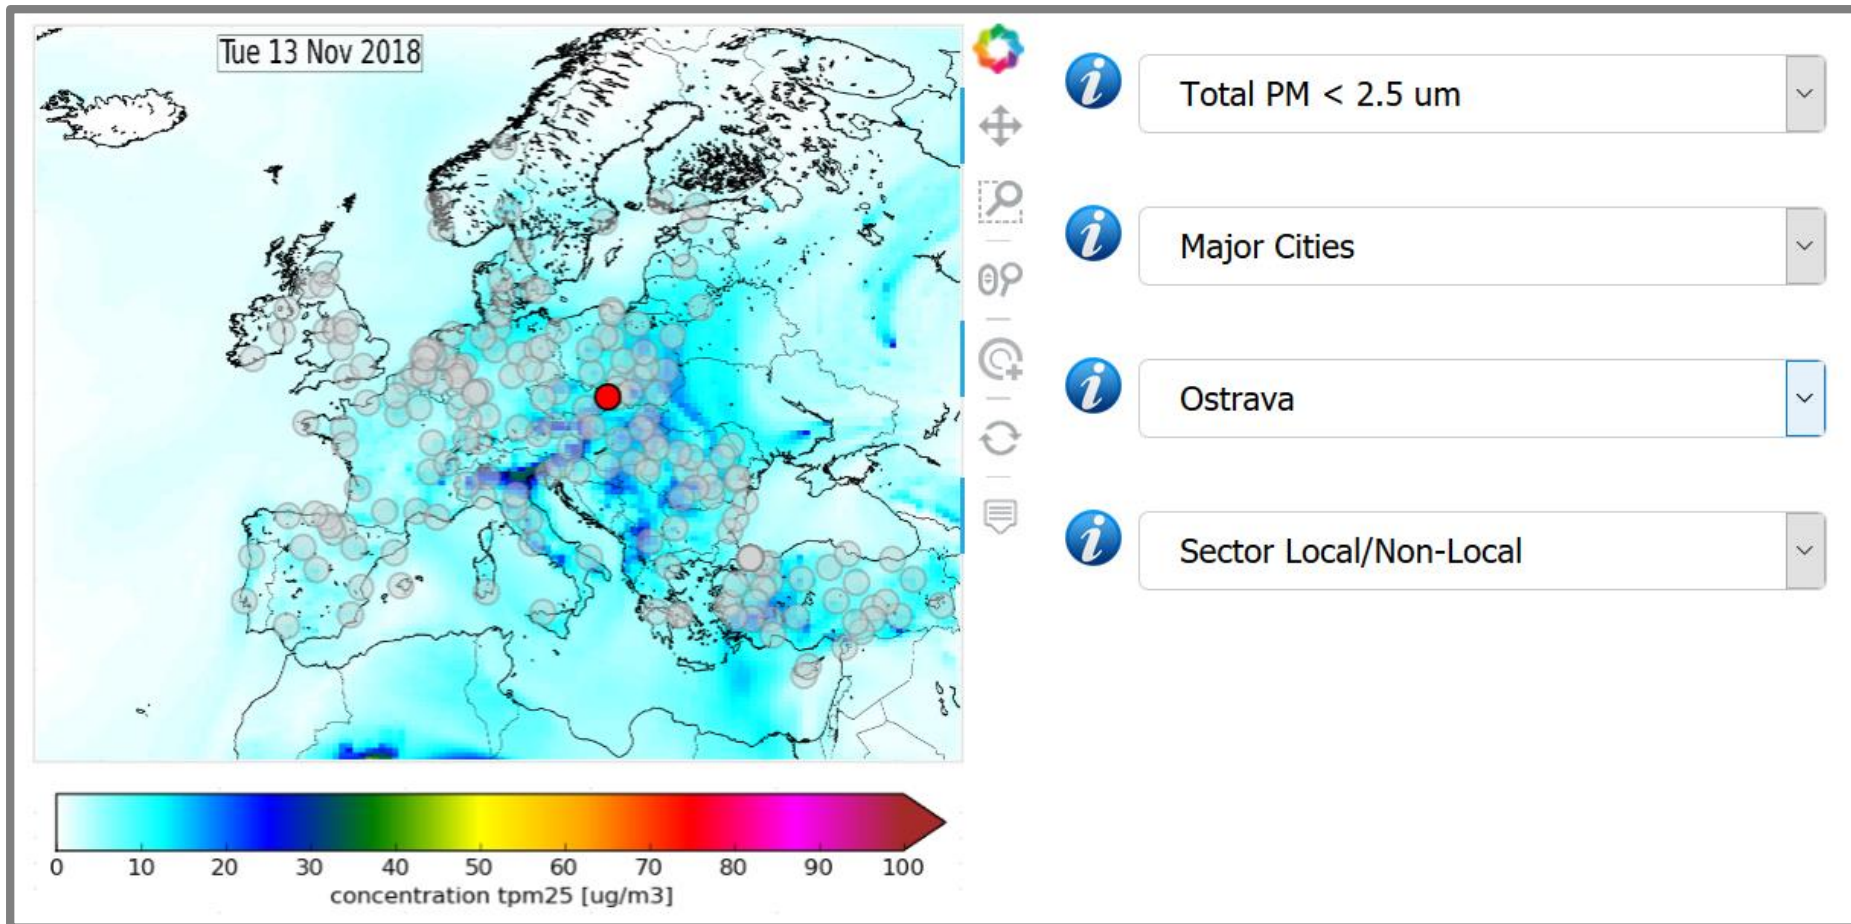 Tue 13 Nov 2018
Total PM < 2.5 um
Major Cities
Ostrava
Sector Local/Non-Local
0 10 20 30 40 50 60 70 80 90 100
concentration tpm25 [ug/m3]